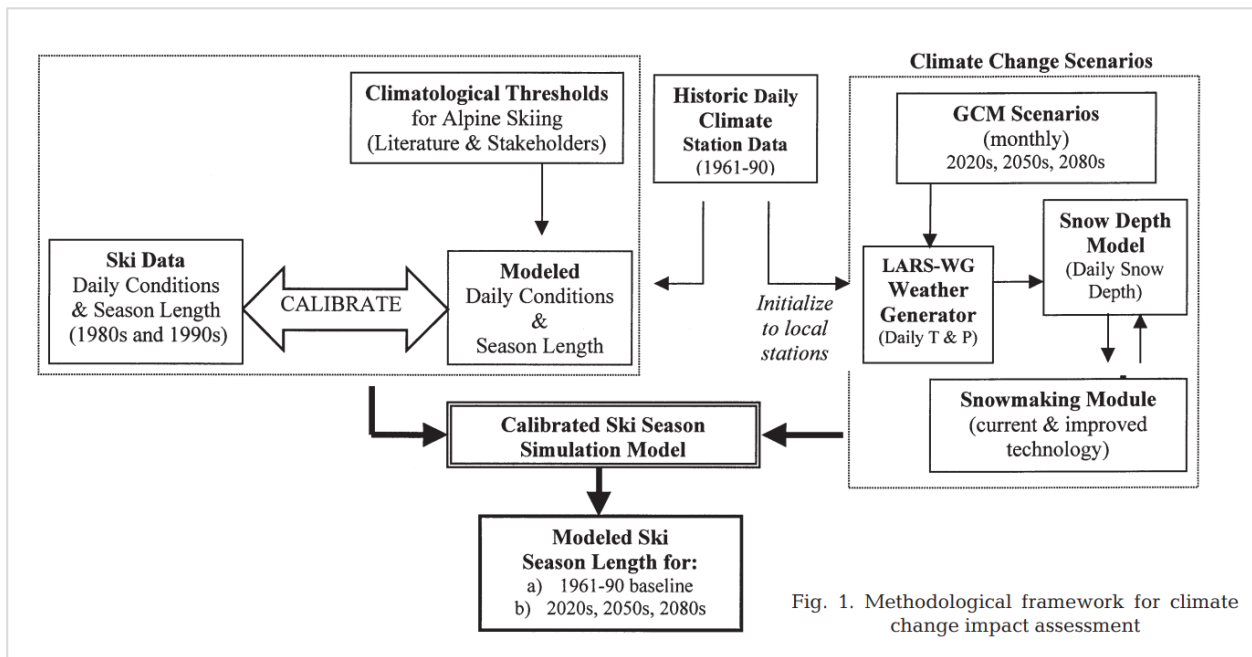 Climatological Thresholds
for Alpine Skiing
(Literature & Stakeholders)
Historic Daily
Climate
Station Data
(1961-90)
Climate Change Scenarios
GCM Scenarios
(monthly)
2020s, 2050s, 2080s
Ski Data
Daily Conditions
& Season Length
(1980s and 1990s)
CALIBRATE
Modeled
Daily Conditions
&
Season Length
Initialize
to local
stations
LARS-WG
Weather
Generator
(Daily T & P)
Snow Depth
Model
(Daily Snow
Depth)
Snowmaking Module
(current & improved
technology)
Calibrated Ski Season
Simulation Model
Modeled Ski
Season Length for:
a) 1961-90 baseline
b) 2020s, 2050s, 2080s
Fig. 1. Methodological framework for climate
change impact assessment